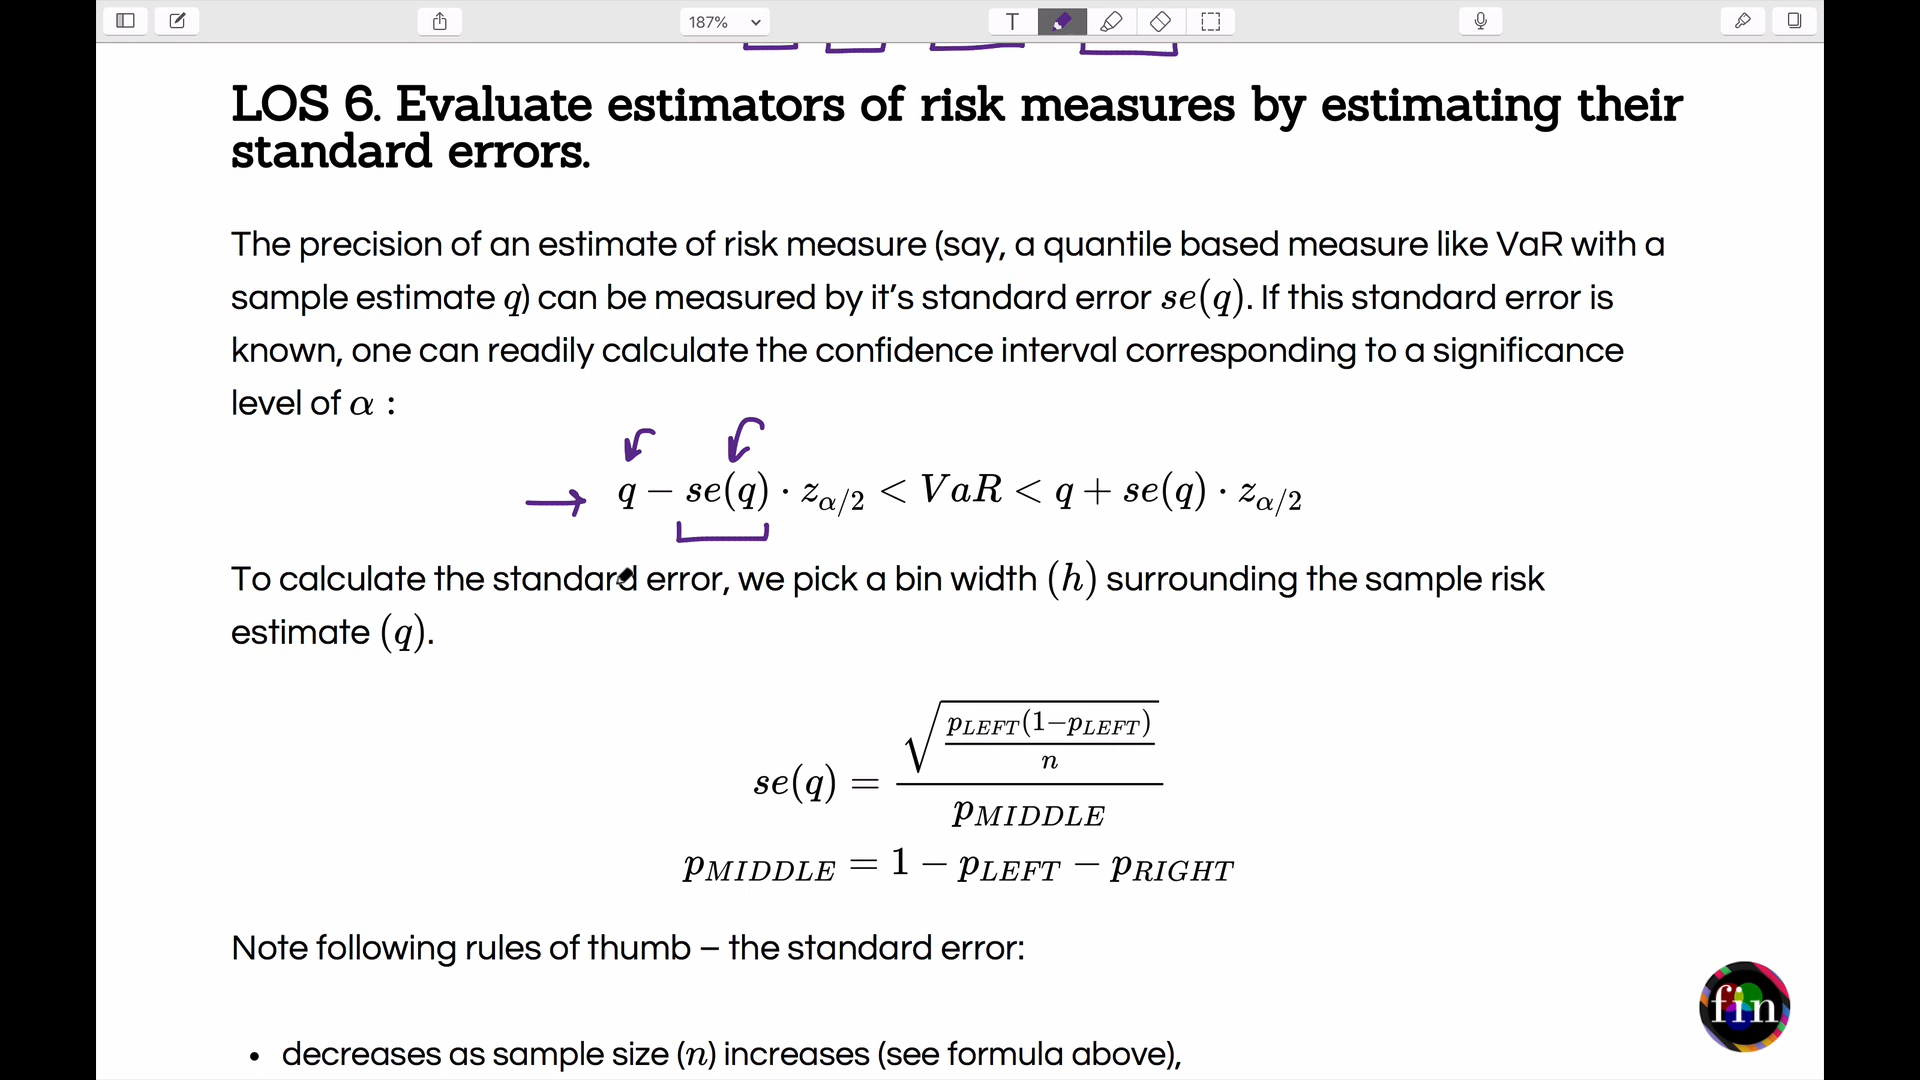 187%
T
LOS 6. Evaluate estimators of risk measures by estimating their
standard errors.
The precision of an estimate of risk measure (say, a quantile based measure like VaR with a
sample estimate q) can be measured by it’s standard error se(q). If this standard error is
known, one can readily calculate the confidence interval corresponding to a significance
level of α :
q − se(q) · z_{α/2} < VaR < q + se(q) · z_{α/2}
To calculate the standard error, we pick a bin width (h) surrounding the sample risk
estimate (q).
se(q) = \frac{\sqrt{\frac{p_{LEFT}(1−p_{LEFT})}{n}}}{p_{MIDDLE}}
p_{MIDDLE} = 1 − p_{LEFT} − p_{RIGHT}
Note following rules of thumb – the standard error:
• decreases as sample size (n) increases (see formula above),
fin